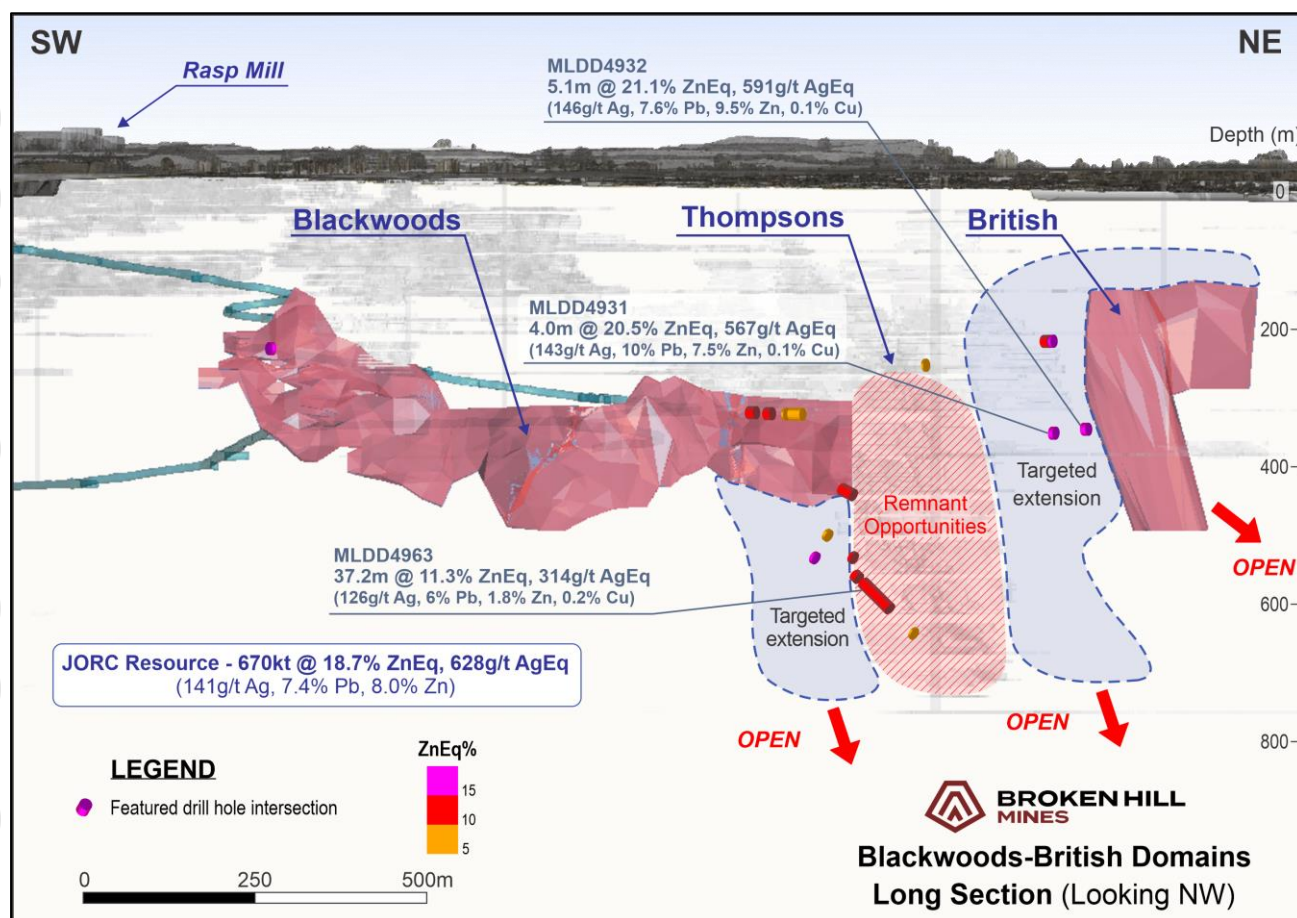 SW
NE
Rasp Mill
MLDD4932
5.1m @ 21.1% ZnEq, 591g/t AgEq
(146g/t Ag, 7.6% Pb, 9.5% Zn, 0.1% Cu)
Depth (m)
0
Blackwoods
Thompsons
British
MLDD4931
4.0m @ 20.5% ZnEq, 567g/t AgEq
(143g/t Ag, 10% Pb, 7.5% Zn, 0.1% Cu)
200
400
Targeted
extension
Remnant
Opportunities
OPEN
MLDD4963
37.2m @ 11.3% ZnEq, 314g/t AgEq
(126g/t Ag, 6% Pb, 1.8% Zn, 0.2% Cu)
600
Targeted
extension
JORC Resource - 670kt @ 18.7% ZnEq, 628g/t AgEq
(141g/t Ag, 7.4% Pb, 8.0% Zn)
OPEN
OPEN
800
LEGEND
Featured drill hole intersection
ZnEq%
15
10
5
0
250
500m
BROKEN HILL
MINES
Blackwoods-British Domains
Long Section (Looking NW)